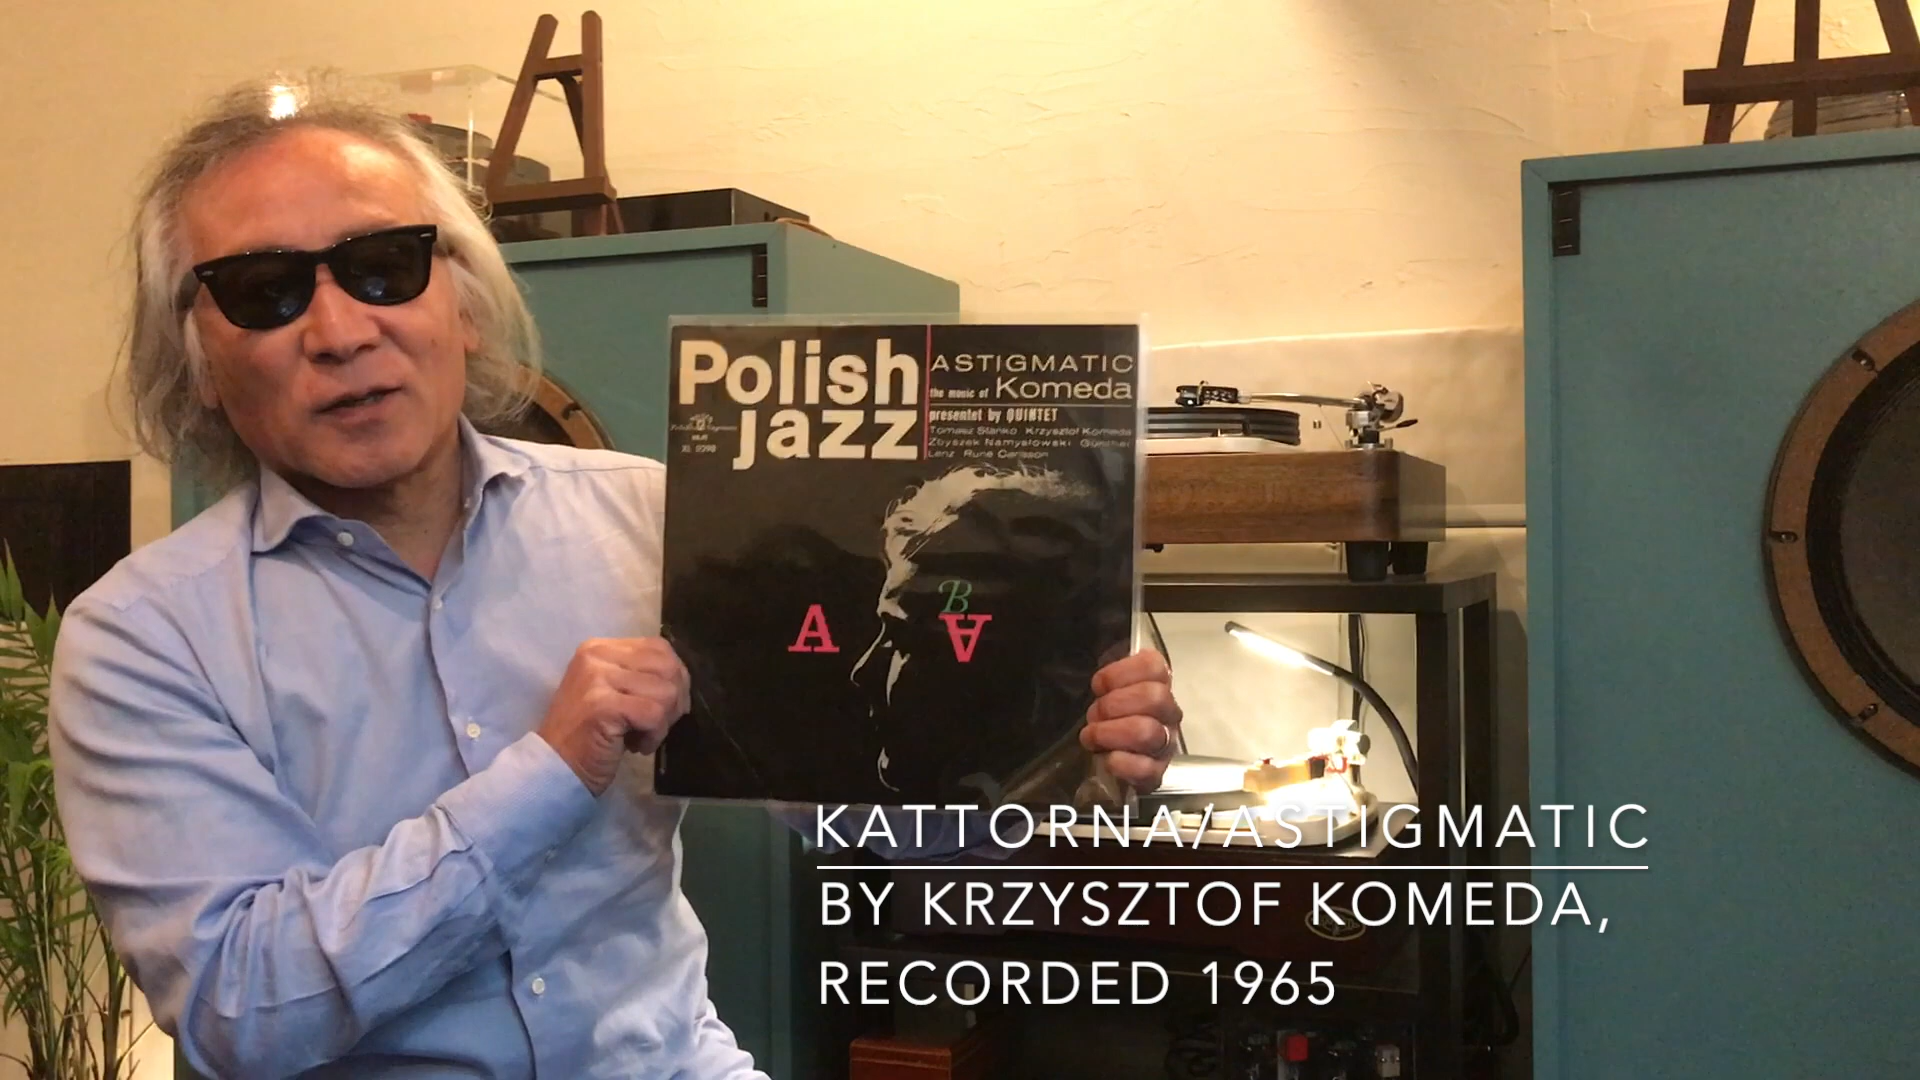 Polish
jazz
XL 0298
ASTIGMATIC
the music of Komeda
presentet by QUINTET
Tomasz Stańko Krzysztof Komeda
Zbyszek Namysłowski Günther
Lenz Rune Carlsson
A
B
A
KATTORNA/ASTIGMATIC
BY KRZYSZTOF KOMEDA,
RECORDED 1965